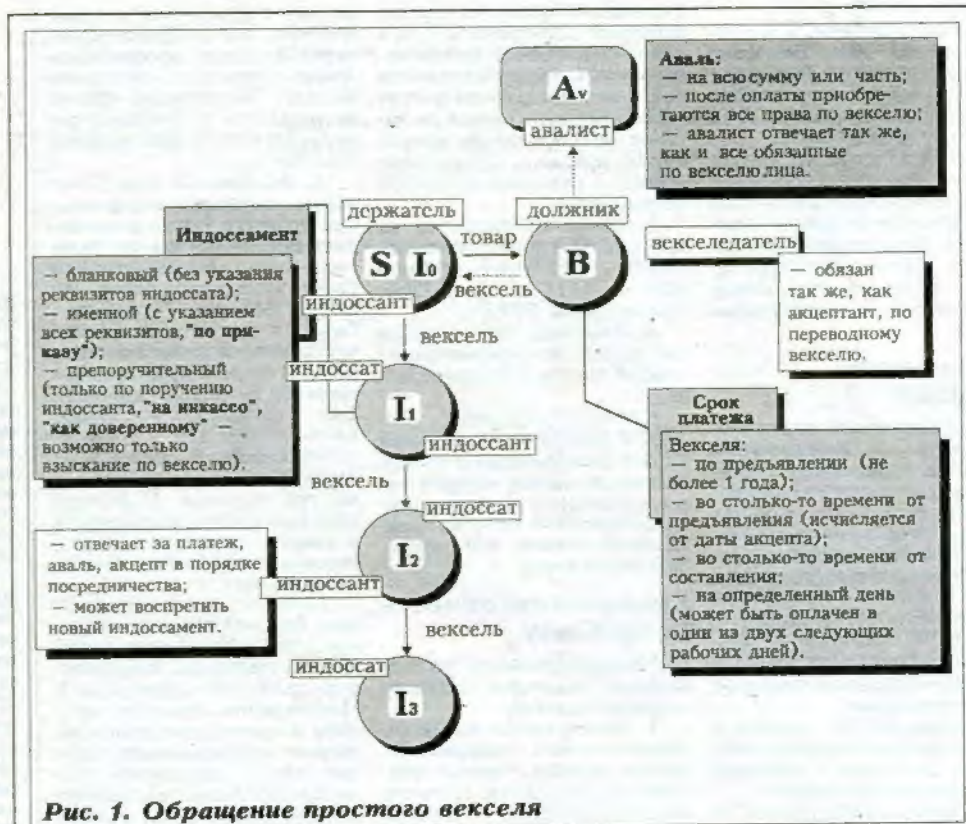 Aᵥ
авалист
Аваль:
— на всю сумму или часть;
— после оплаты приобре-
таются все права по векселю;
— авалист отвечает так же,
как и все обязанные
по векселю лица.
держатель
должник
товар
S I₀
B
вексель
векселедатель
— обязан
так же, как
акцептант, по
переводному
векселю.
Индоссамент
— бланковый (без указания
реквизитов индоссата);
— именной (с указанием
всех реквизитов, "по при-
казу");
— препоручительный
(только по поручению
индоссанта, "на инкассо",
"как доверенному" —
возможно только
взыскание по векселю).
индоссант
вексель
индоссат
I₁
индоссант
вексель
индоссат
I₂
индоссант
вексель
индоссат
I₃
— отвечает за платеж,
аваль, акцепт в порядке
посредничества;
— может воспретить
новый индоссамент.
Срок
платежа
Векселя:
— по предъявлении (не
более 1 года);
— во столько-то времени от
предъявления (исчисляется
от даты акцепта);
— во столько-то времени от
составления;
— на определенный день
(может быть оплачен в
один из двух следующих
рабочих дней).
Рис. 1. Обращение простого векселя